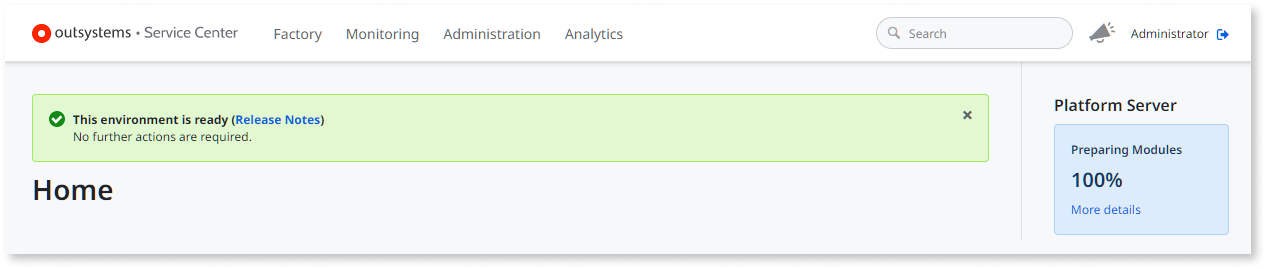 outsystems • Service Center
Factory
Monitoring
Administration
Analytics
Search
Administrator
This environment is ready (Release Notes)
No further actions are required.
Home
Platform Server
Preparing Modules
100%
More details